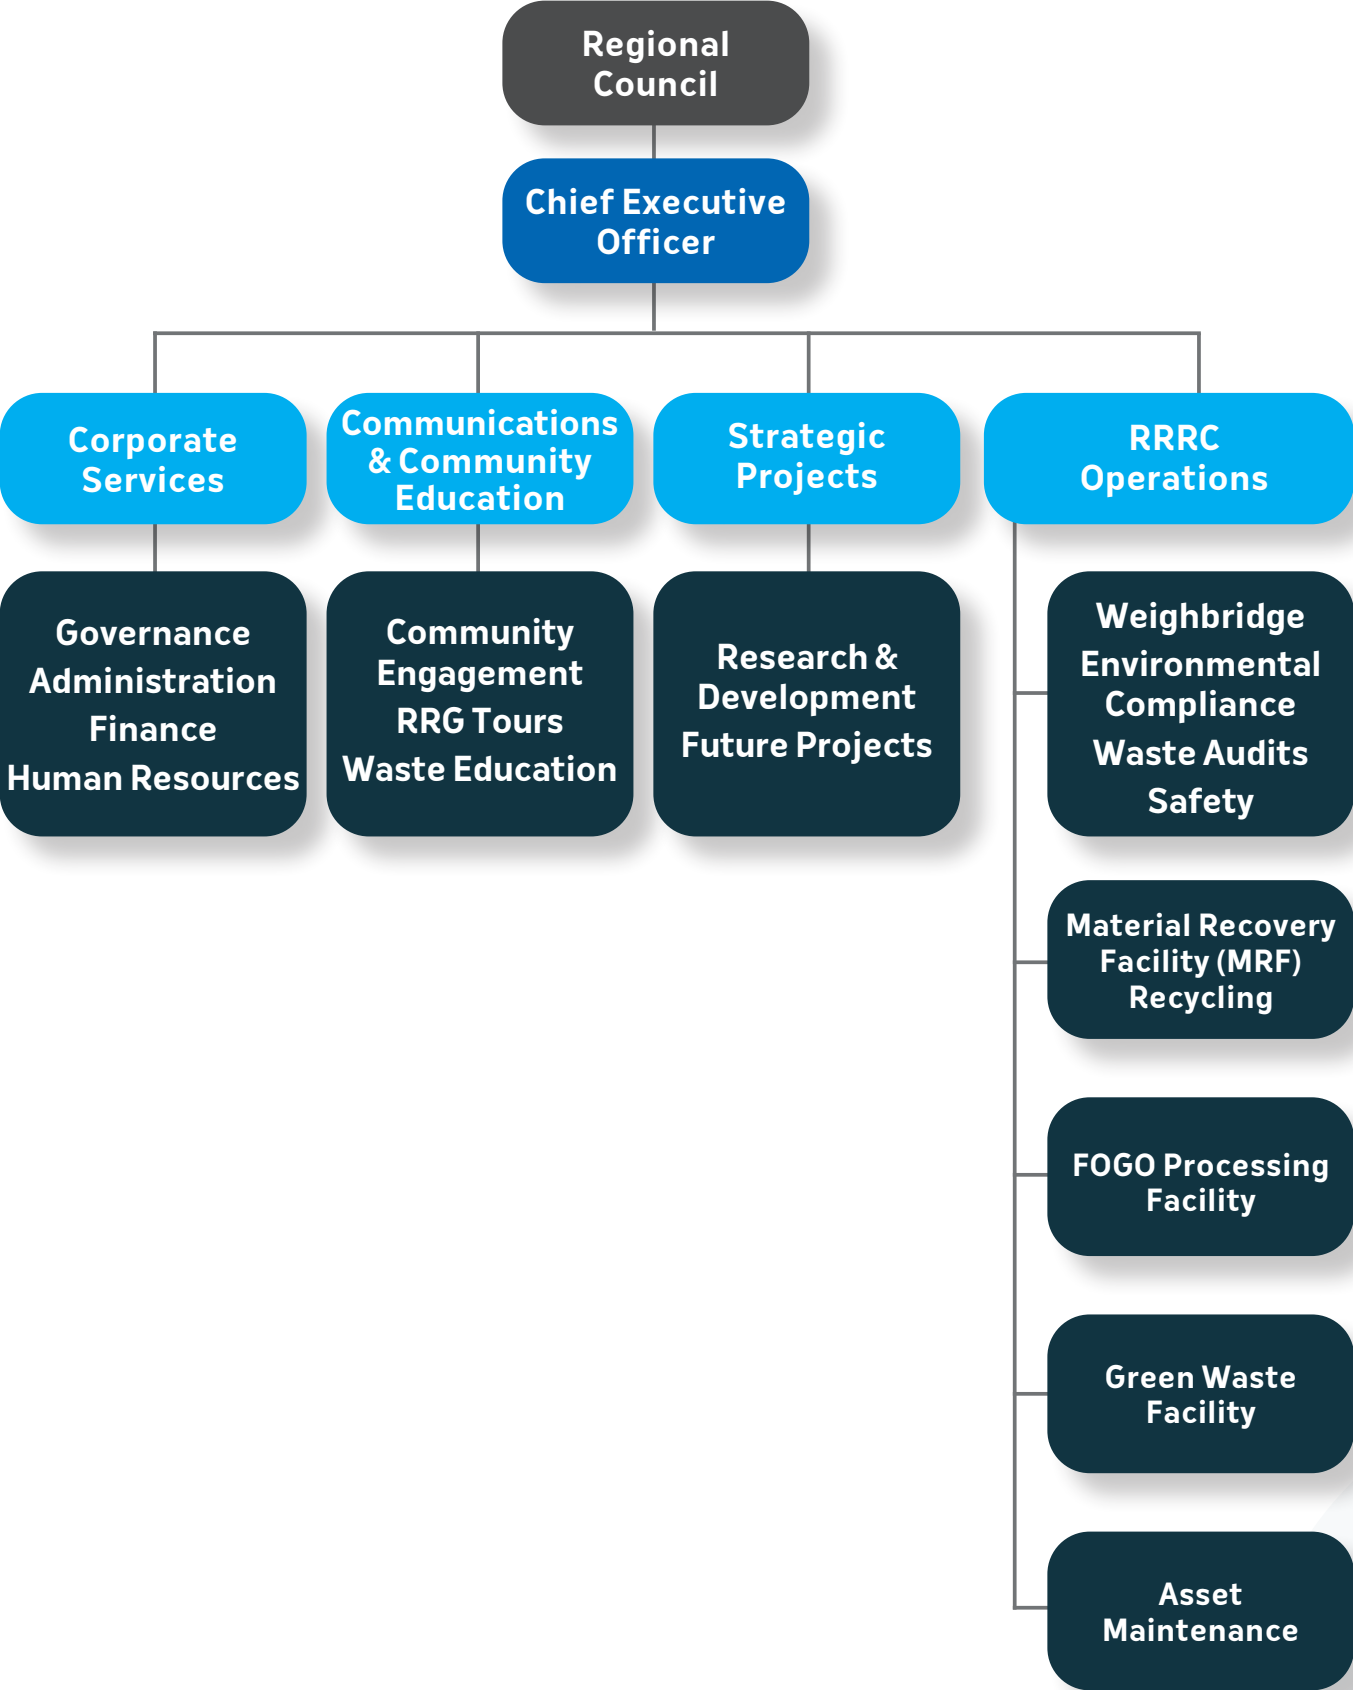 Regional
Council
Chief Executive
Officer
Corporate
Services
Communications
& Community
Education
Strategic
Projects
RRRC
Operations
Governance
Administration
Finance
Human Resources
Community
Engagement
RRG Tours
Waste Education
Research &
Development
Future Projects
Weighbridge
Environmental
Compliance
Waste Audits
Safety
Material Recovery
Facility (MRF)
Recycling
FOGO Processing
Facility
Green Waste
Facility
Asset
Maintenance